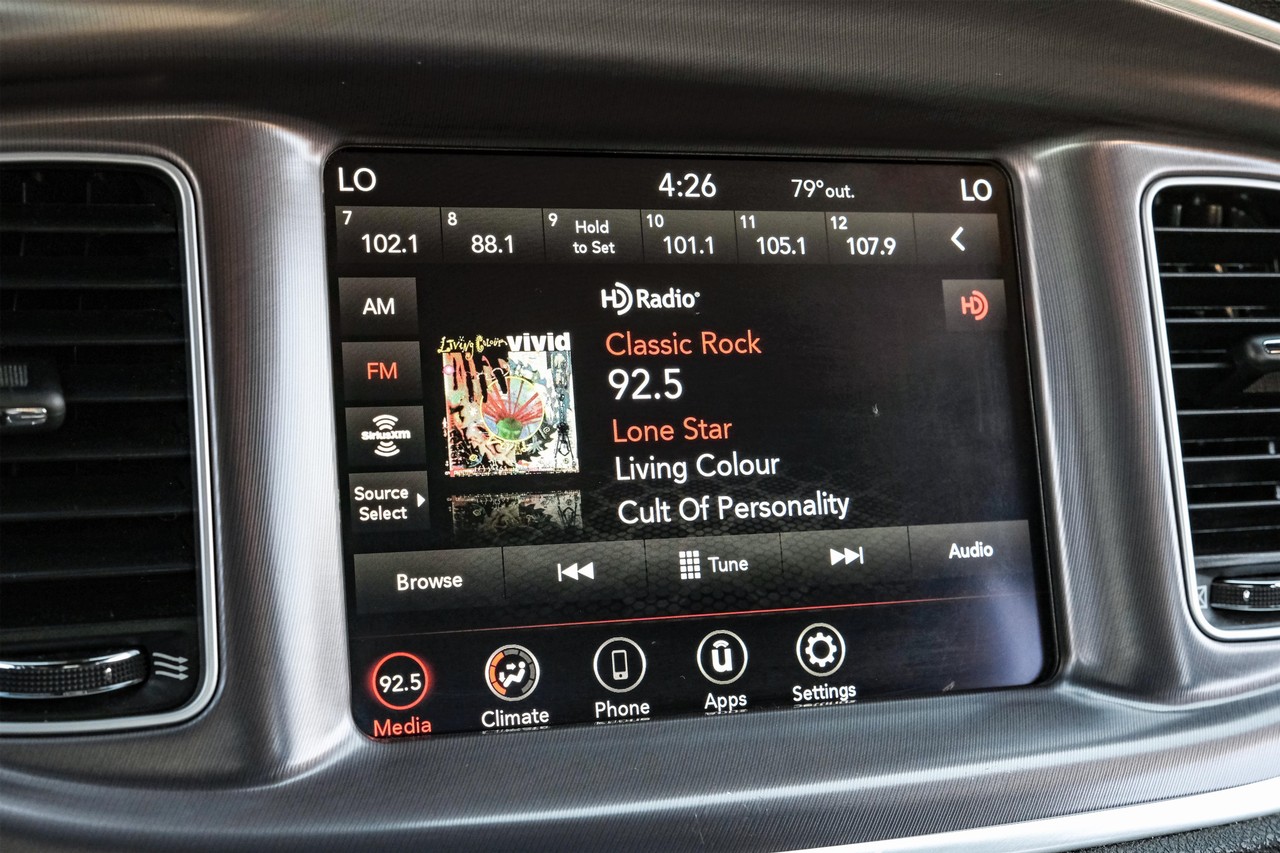 LO 4:26 79° out. LO
7 102.1
8 88.1
9 Hold
to Set
10 101.1
11 105.1
12 107.9
AM
FM
SiriusXM
Source
Select
Living Colour vivid
HD Radio
HD
Classic Rock
92.5
Lone Star
Living Colour
Cult Of Personality
Browse
Tune
Audio
92.5
Media
Climate
Phone
ū
Apps
Settings